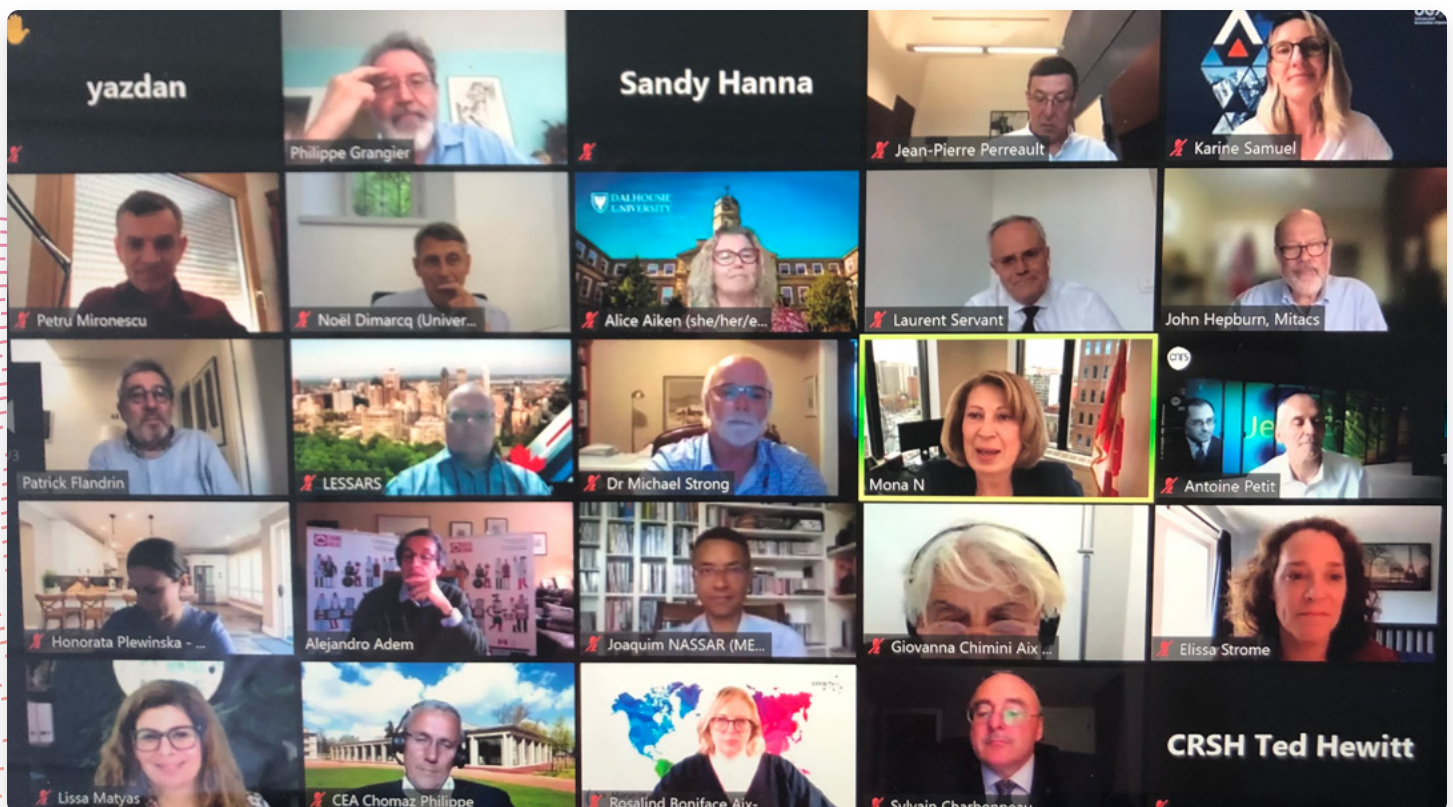 yazdan
Philippe Grangier
Sandy Hanna
Jean-Pierre Perreault
Karine Samuel
Petru Mironescu
Noël Dimarcq (Univer...
DALHOUSIE
UNIVERSITY
Alice Aiken (she/her/e...
Laurent Servant
John Hepburn, Mitacs
Patrick Flandrin
LESSARS
Dr Michael Strong
Mona N
cnrs
Je
Antoine Petit
Honorata Plewinska - ...
Alejandro Adem
Joaquim NASSAR (ME...
Giovanna Chimini Aix ...
Elissa Strome
Lissa Matyas
CEA Chomaz Philippe
Rosalind Boniface Aix-
Sylvain Charbonneau
CRSH Ted Hewitt